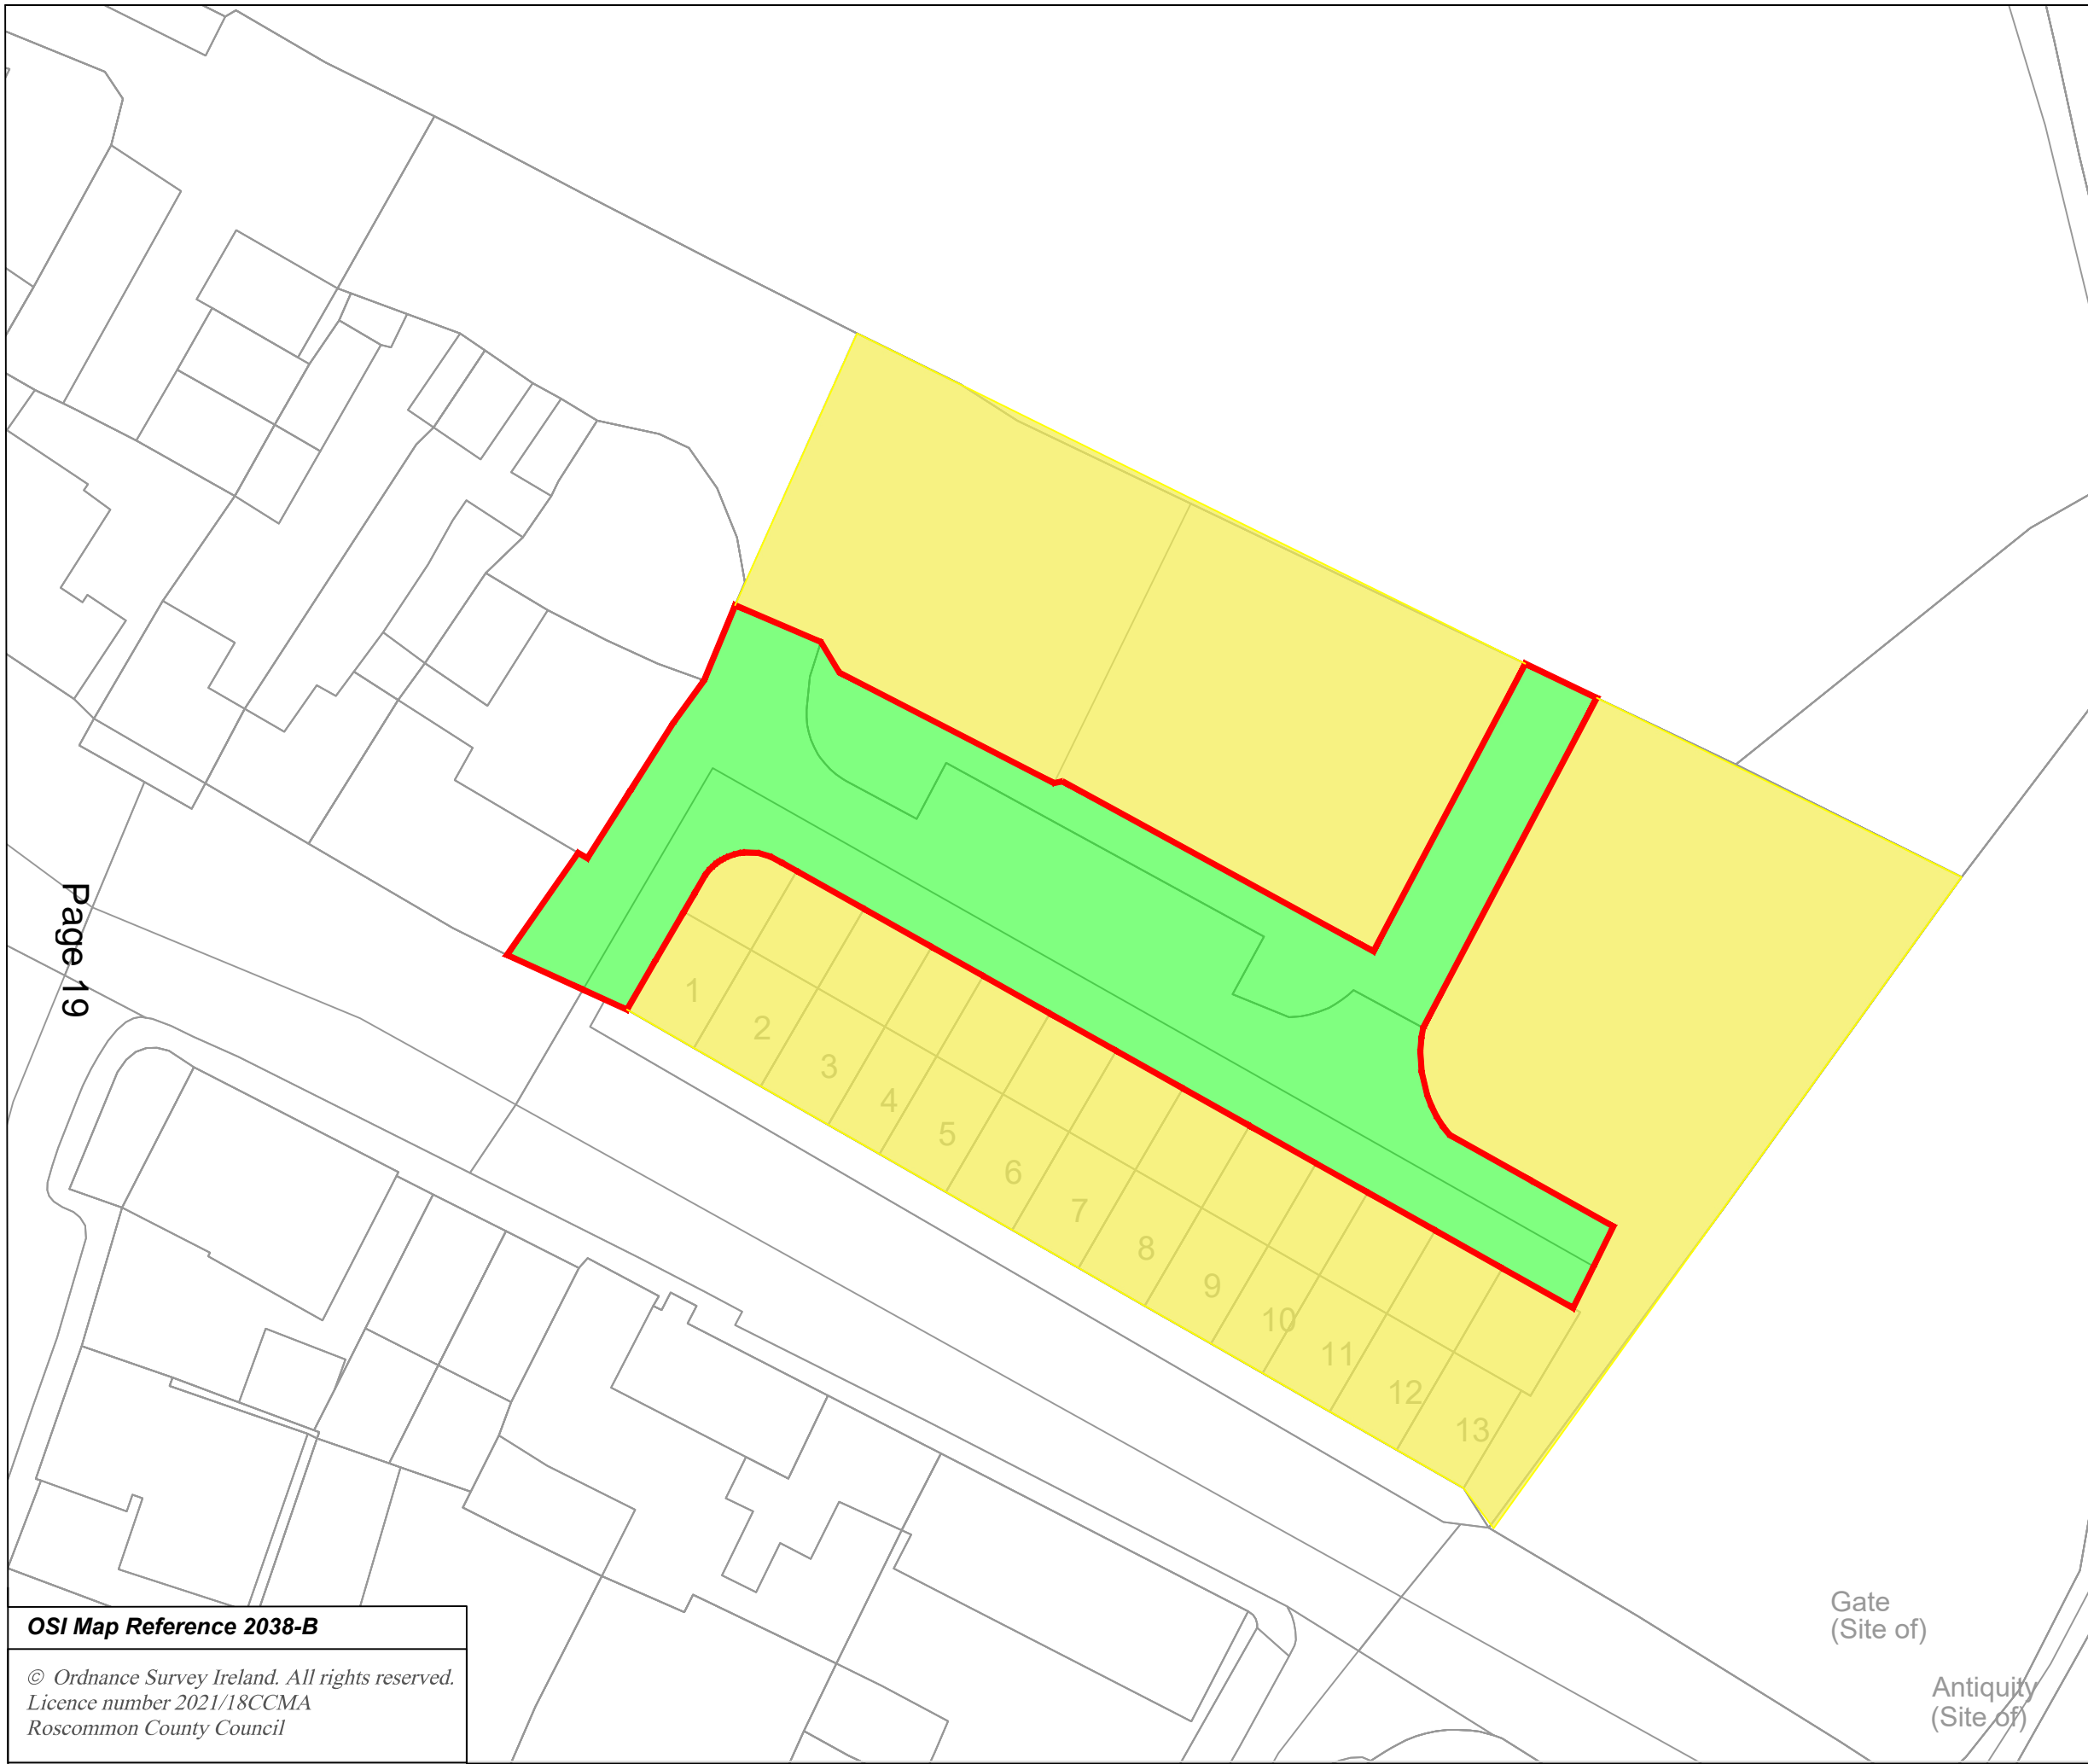 Page 19
1
2
3
4
5
6
7
8
9
10
11
12
13
Gate
(Site of)
Antiquity
(Site of)
OSI Map Reference 2038-B
© Ordnance Survey Ireland. All rights reserved.
Licence number 2021/18CCMA
Roscommon County Council